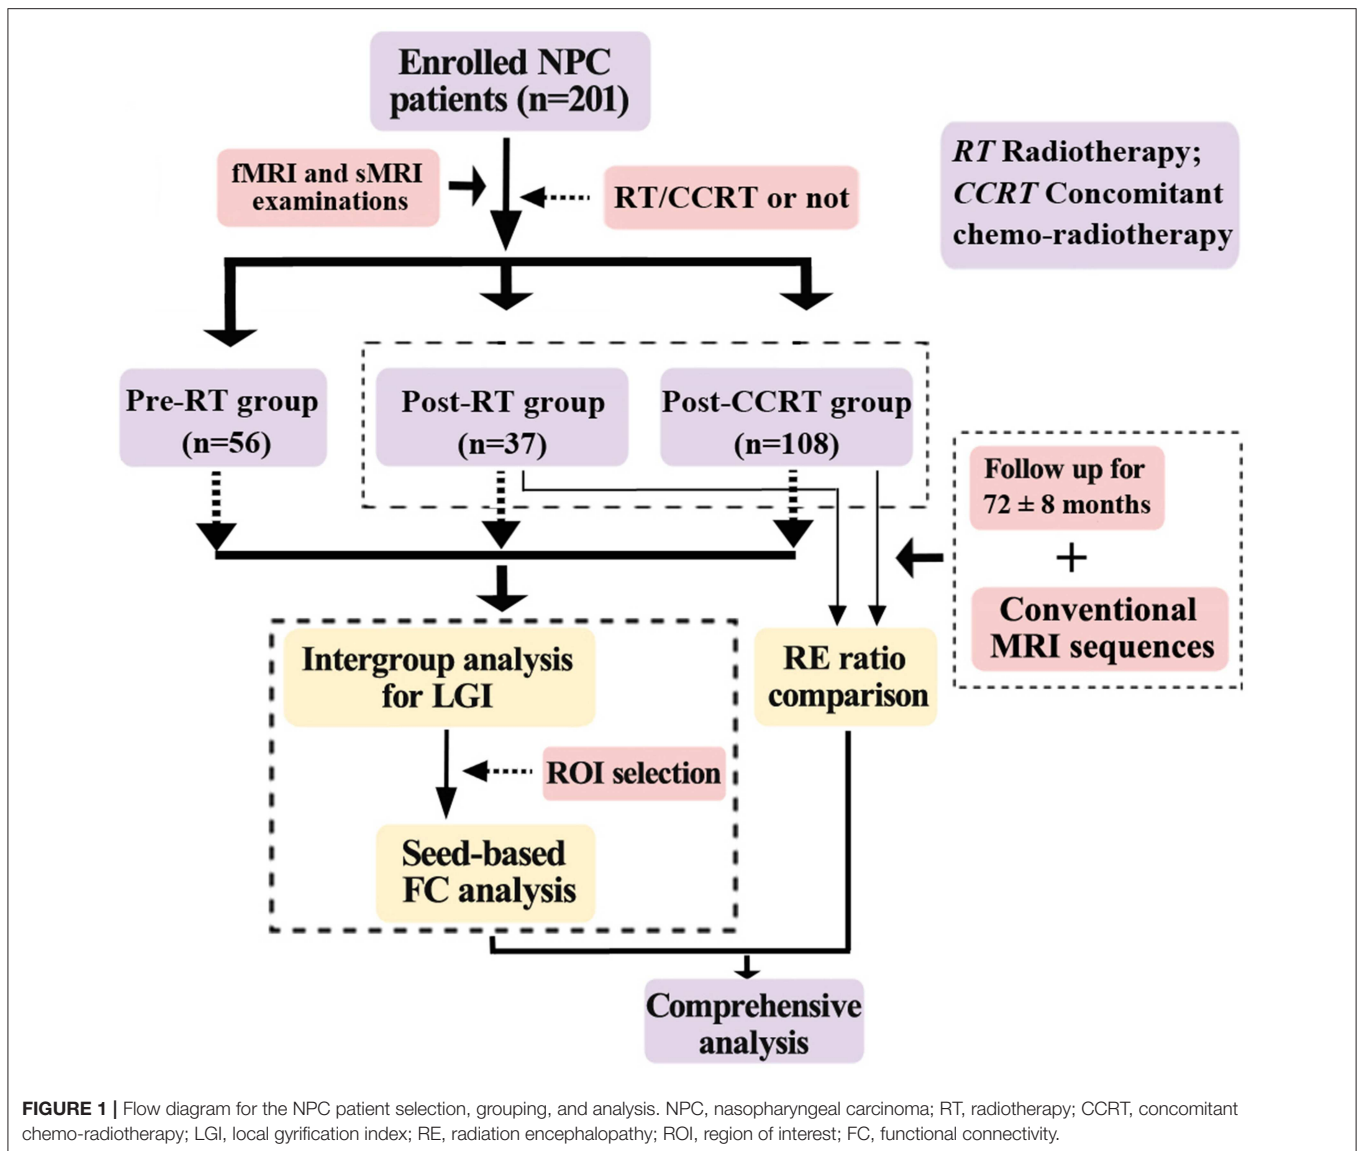 Enrolled NPC
patients (n=201)
fMRI and sMRI
examinations
RT/CCRT or not
RT Radiotherapy;
CCRT Concomitant
chemo-radiotherapy
Pre-RT group
(n=56)
Post-RT group
(n=37)
Post-CCRT group
(n=108)
Follow up for
72 ± 8 months
+
Conventional
MRI sequences
Intergroup analysis
for LGI
RE ratio
comparison
ROI selection
Seed-based
FC analysis
Comprehensive
analysis
FIGURE 1 | Flow diagram for the NPC patient selection, grouping, and analysis. NPC, nasopharyngeal carcinoma; RT, radiotherapy; CCRT, concomitant
chemo-radiotherapy; LGI, local gyrification index; RE, radiation encephalopathy; ROI, region of interest; FC, functional connectivity.